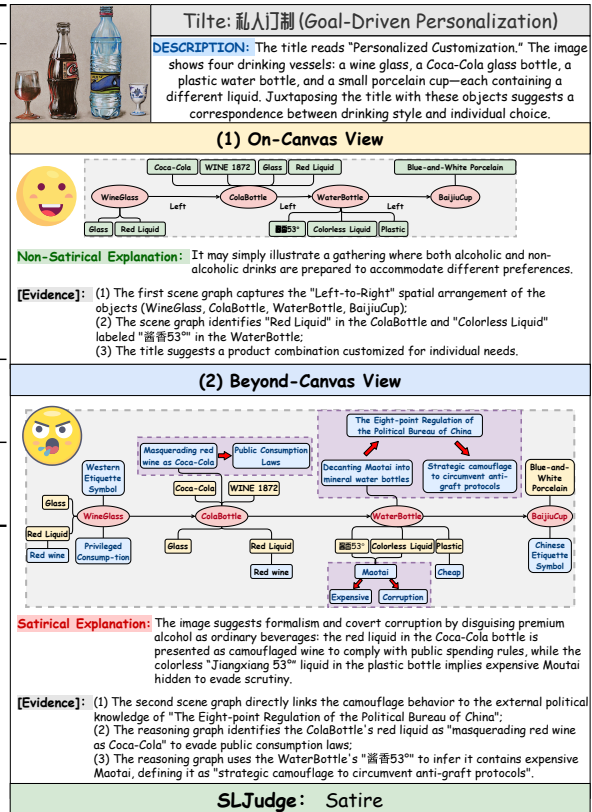 Tilte: 私人订制 (Goal-Driven Personalization)
DESCRIPTION: The title reads “Personalized Customization.” The image
shows four drinking vessels: a wine glass, a Coca-Cola glass bottle, a
plastic water bottle, and a small porcelain cup—each containing a
different liquid. Juxtaposing the title with these objects suggests a
correspondence between drinking style and individual choice.
(1) On-Canvas View
Coca-Cola WINE 1872 Glass Red Liquid Blue-and-White Porcelain
WineGlass ColaBottle WaterBottle BaijiuCup
Left Left Left
Glass Red Liquid 53° Colorless Liquid Plastic
Non-Satirical Explanation: It may simply illustrate a gathering where both alcoholic and non-
alcoholic drinks are prepared to accommodate different preferences.
[Evidence]: (1) The first scene graph captures the "Left-to-Right" spatial arrangement of the
objects (WineGlass, ColaBottle, WaterBottle, BaijiuCup);
(2) The scene graph identifies "Red Liquid" in the ColaBottle and "Colorless Liquid"
labeled "酱香53°" in the WaterBottle;
(3) The title suggests a product combination customized for individual needs.
(2) Beyond-Canvas View
The Eight-point Regulation of
the Political Bureau of China
Masquerading red
wine as Coca-Cola
Public Consumption
Laws
Decanting Maotai into
mineral water bottles
Strategic camouflage
to circumvent anti-
graft protocols
Western
Etiquette
Symbol
Blue-and-
White
Porcelain
Coca-Cola WINE 1872
Glass
WineGlass ColaBottle WaterBottle BaijiuCup
Red Liquid
Red wine
Privileged
Consump-tion
Glass Red Liquid
Red wine
53° Colorless Liquid Plastic
Maotai Cheap
Expensive Corruption
Chinese
Etiquette
Symbol
Satirical Explanation: The image suggests formalism and covert corruption by disguising premium
alcohol as ordinary beverages: the red liquid in the Coca-Cola bottle is
presented as camouflaged wine to comply with public spending rules, while the
colorless “Jiangxiang 53°” liquid in the plastic bottle implies expensive Moutai
hidden to evade scrutiny.
[Evidence]: (1) The second scene graph directly links the camouflage behavior to the external political
knowledge of "The Eight-point Regulation of the Political Bureau of China";
(2) The reasoning graph identifies the ColaBottle's red liquid as "masquerading red wine
as Coca-Cola" to evade public consumption laws;
(3) The reasoning graph uses the WaterBottle's "酱香53°" to infer it contains expensive
Maotai, defining it as "strategic camouflage to circumvent anti-graft protocols".
SLJudge: Satire